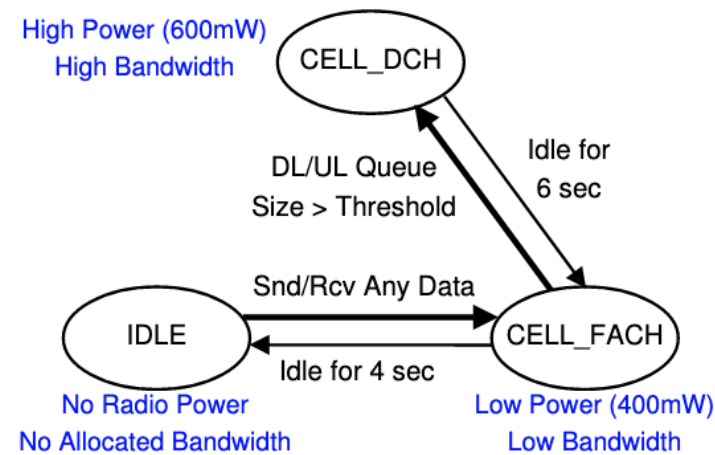 High Power (600mW)
High Bandwidth
CELL_DCH
Idle for
6 sec
DL/UL Queue
Size > Threshold
Snd/Rcv Any Data
IDLE
CELL_FACH
Idle for 4 sec
No Radio Power
No Allocated Bandwidth
Low Power (400mW)
Low Bandwidth